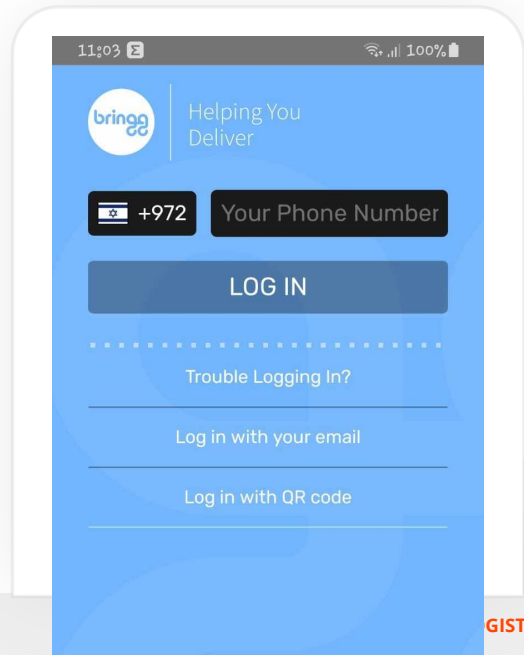 11:03 Σ 100%
bringg
Helping You
Deliver
+972 Your Phone Number
LOG IN
Trouble Logging In?
Log in with your email
Log in with QR code
GIST